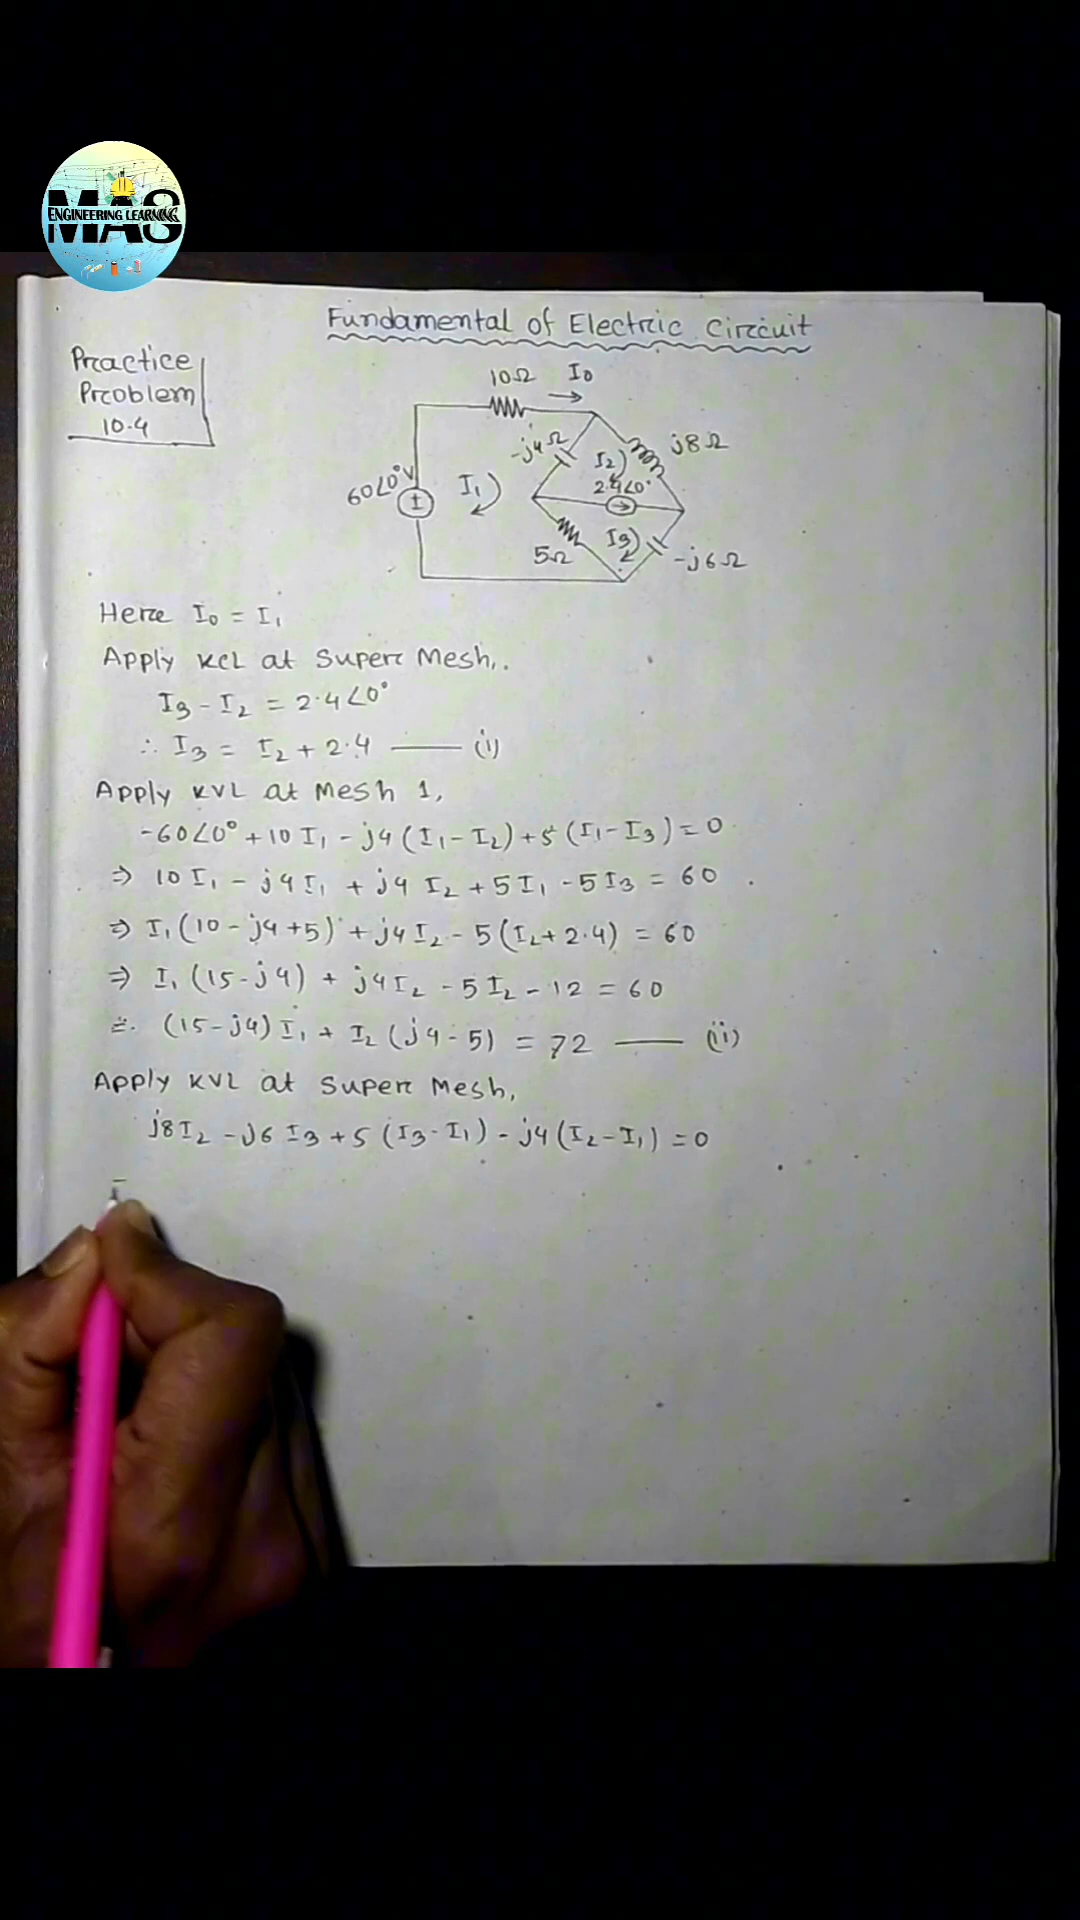 MAS
ENGINEERING LEARNING
Fundamental of Electric Circuit
Practice
Problem
10.4
10Ω I₀
-j4Ω
j8Ω
60∠0° V
I₁
I₂
2.4∠0°
5Ω
I₃
-j6Ω
Here I₀ = I₁
Apply KCL at Super Mesh,.
I₃ - I₂ = 2.4∠0°
∴ I₃ = I₂ + 2.4 —— (i)
Apply KVL at Mesh 1,
-60∠0° + 10 I₁ - j4 (I₁ - I₂) + 5 (I₁ - I₃) = 0
⇒ 10 I₁ - j4 I₁ + j4 I₂ + 5 I₁ - 5 I₃ = 60
⇒ I₁ (10 - j4 + 5) + j4 I₂ - 5 (I₂ + 2.4) = 60
⇒ I₁ (15 - j4) + j4 I₂ - 5 I₂ - 12 = 60
∴ (15 - j4) I₁ + I₂ (j4 - 5) = 72 —— (ii)
Apply KVL at Super Mesh,
j8 I₂ - j6 I₃ + 5 (I₃ - I₁) - j4 (I₂ - I₁) = 0